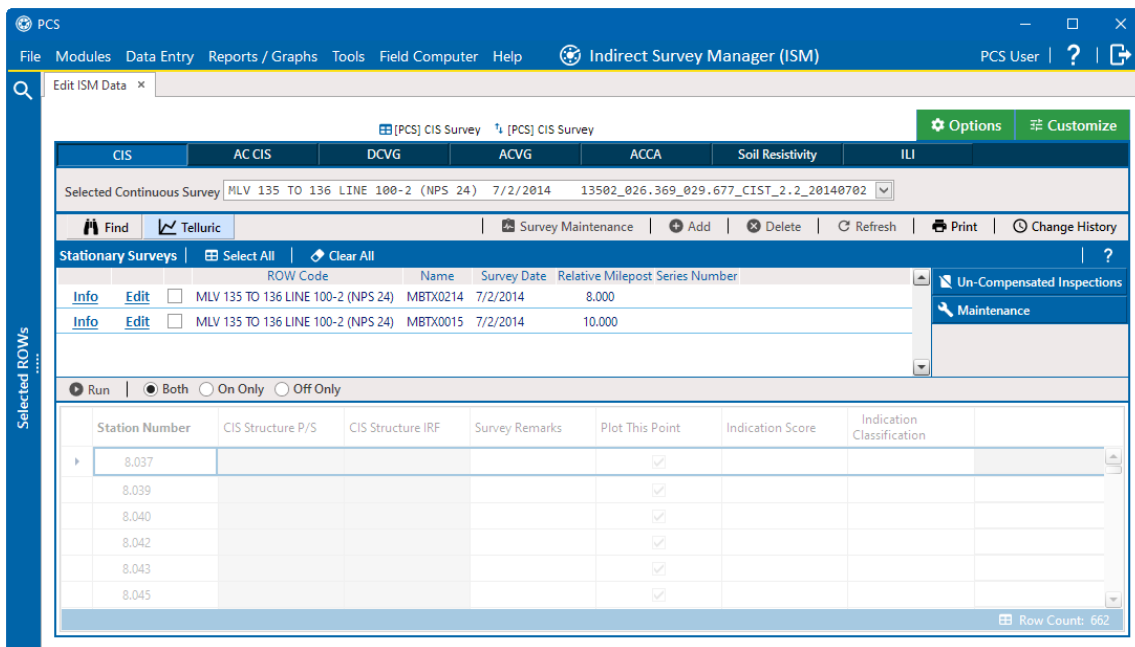 PCS
File Modules Data Entry Reports / Graphs Tools Field Computer Help Indirect Survey Manager (ISM) PCS User | ? |
Edit ISM Data ×
[PCS] CIS Survey [PCS] CIS Survey Options Customize
CIS AC CIS DCVG ACVG ACCA Soil Resistivity ILI
Selected Continuous Survey MLV 135 TO 136 LINE 100-2 (NPS 24) 7/2/2014 13502_026.369_029.677_CIST_2.2_20140702
Find Telluric | Survey Maintenance | Add | Delete | Refresh | Print | Change History
Stationary Surveys | Select All | Clear All | ?
ROW Code Name Survey Date Relative Milepost Series Number
Info Edit MLV 135 TO 136 LINE 100-2 (NPS 24) MBTX0214 7/2/2014 8.000
Info Edit MLV 135 TO 136 LINE 100-2 (NPS 24) MBTX0015 7/2/2014 10.000
Un-Compensated Inspections
Maintenance
Selected ROWs
Run | Both On Only Off Only
Station Number CIS Structure P/S CIS Structure IRF Survey Remarks Plot This Point Indication Score Indication Classification
8.037
8.039
8.040
8.042
8.043
8.045
Row Count: 662